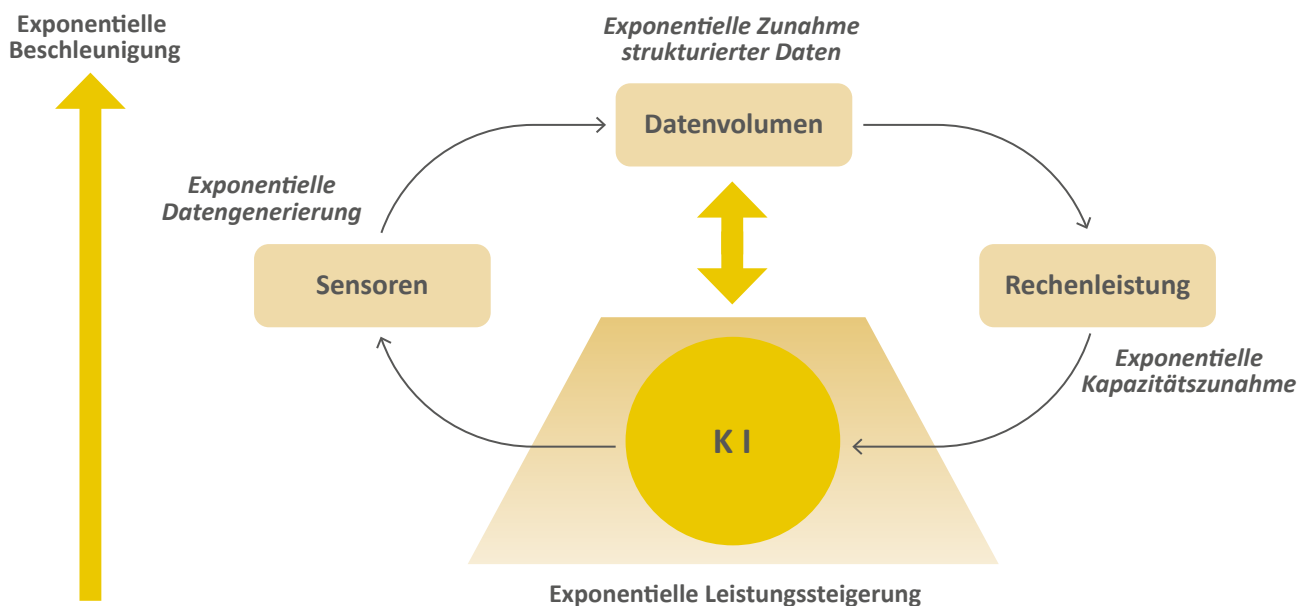 Exponentielle
Beschleunigung
Exponentielle Zunahme
strukturierter Daten
Datenvolumen
Exponentielle
Datengenerierung
Sensoren
Rechenleistung
Exponentielle
Kapazitätszunahme
K I
Exponentielle Leistungssteigerung